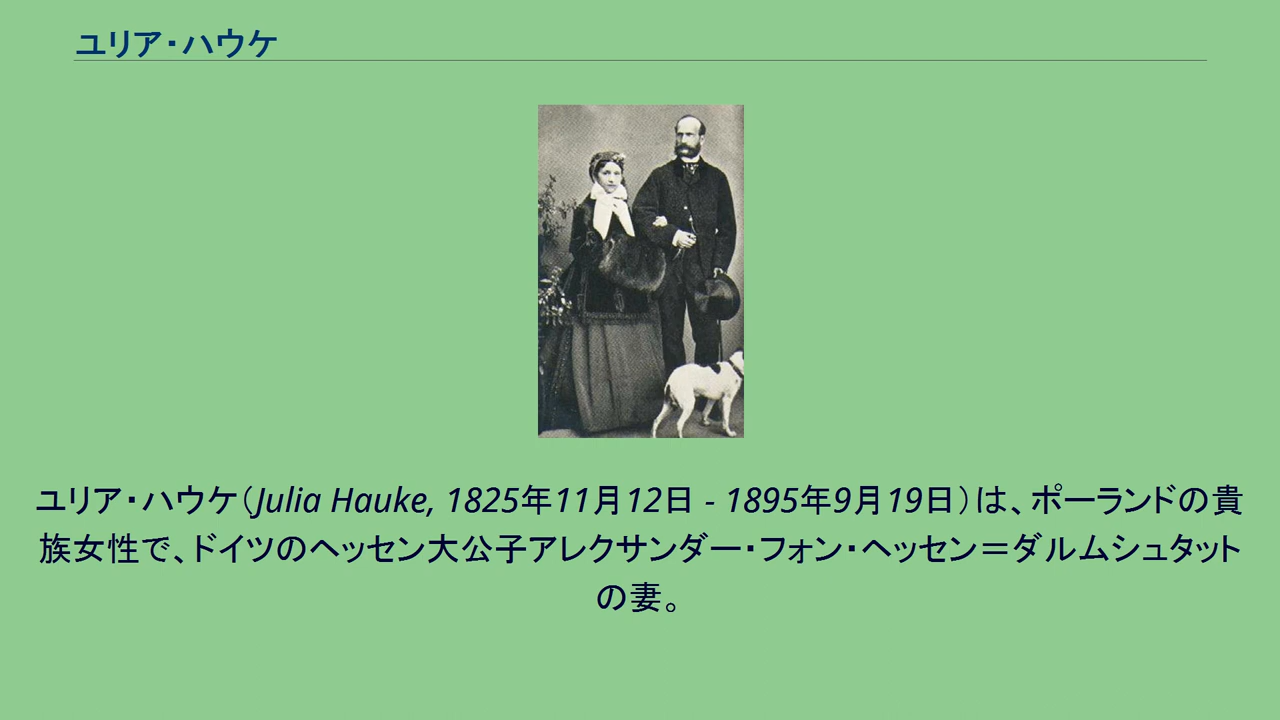 ユリア・ハウケ
ユリア・ハウケ（Julia Hauke, 1825年11月12日 - 1895年9月19日）は、ポーランドの貴
族女性で、ドイツのヘッセン大公子アレクサンダー・フォン・ヘッセン＝ダルムシュタット
の妻。